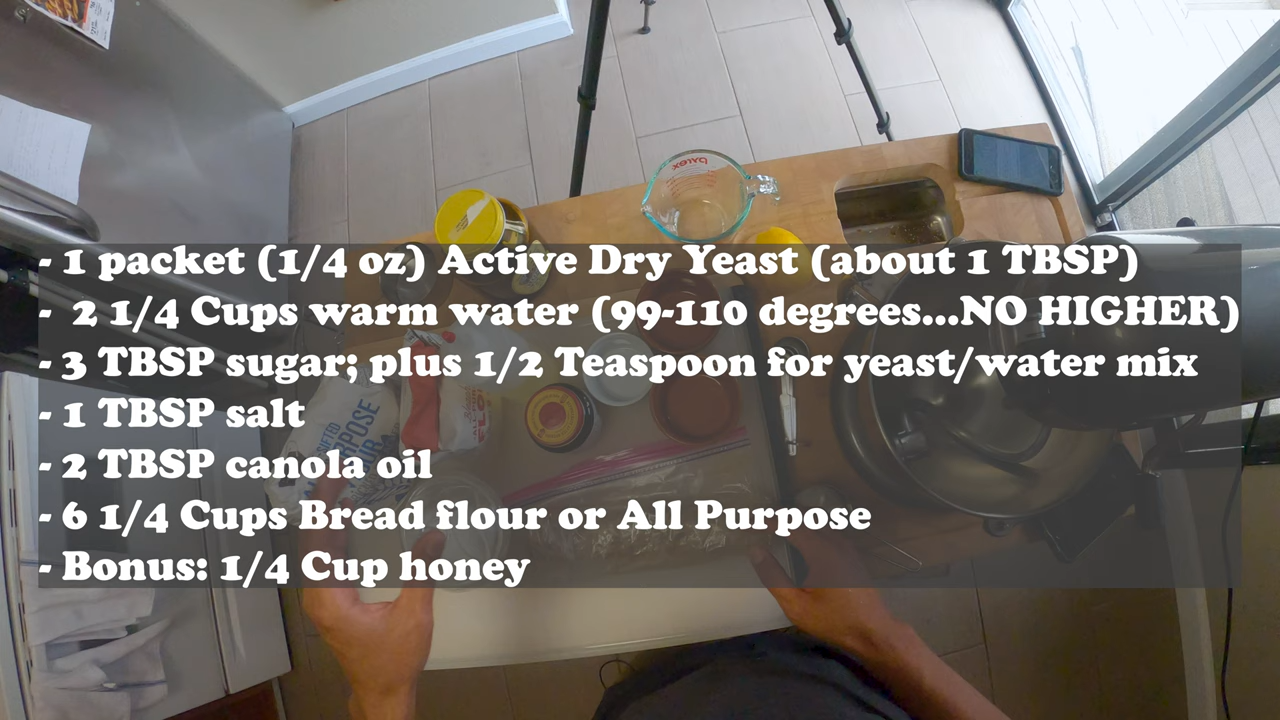 pyrex
- 1 packet (1/4 oz) Active Dry Yeast (about 1 TBSP)
- 2 1/4 Cups warm water (99-110 degrees...NO HIGHER)
- 3 TBSP sugar; plus 1/2 Teaspoon for yeast/water mix
- 1 TBSP salt
- 2 TBSP canola oil
- 6 1/4 Cups Bread flour or All Purpose
- Bonus: 1/4 Cup honey